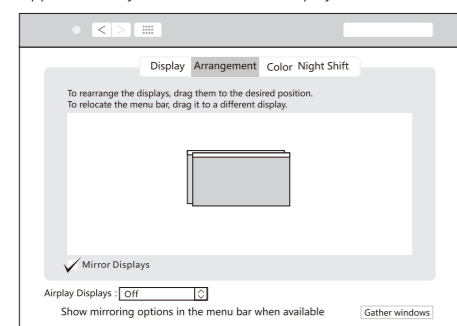 Display Arrangement Color Night Shift
To rearrange the displays, drag them to the desired position.
To relocate the menu bar, drag it to a different display.
Mirror Displays
Airplay Displays : Off
Show mirroring options in the menu bar when available Gather windows